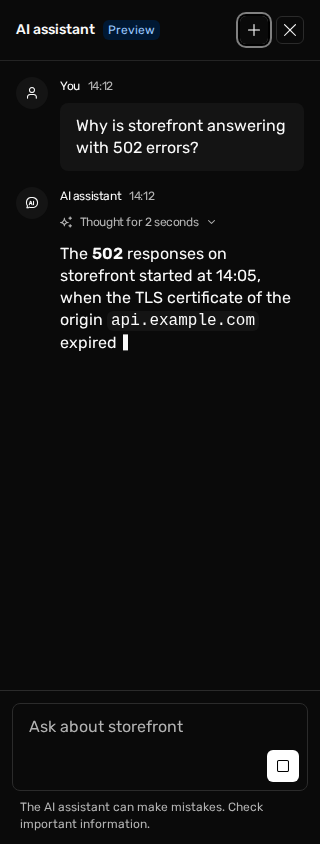 AI assistant Preview
You 14:12
Why is storefront answering
with 502 errors?
AI assistant 14:12
Thought for 2 seconds
The 502 responses on
storefront started at 14:05,
when the TLS certificate of the
origin api.example.com
expired
Ask about storefront
The AI assistant can make mistakes. Check
important information.